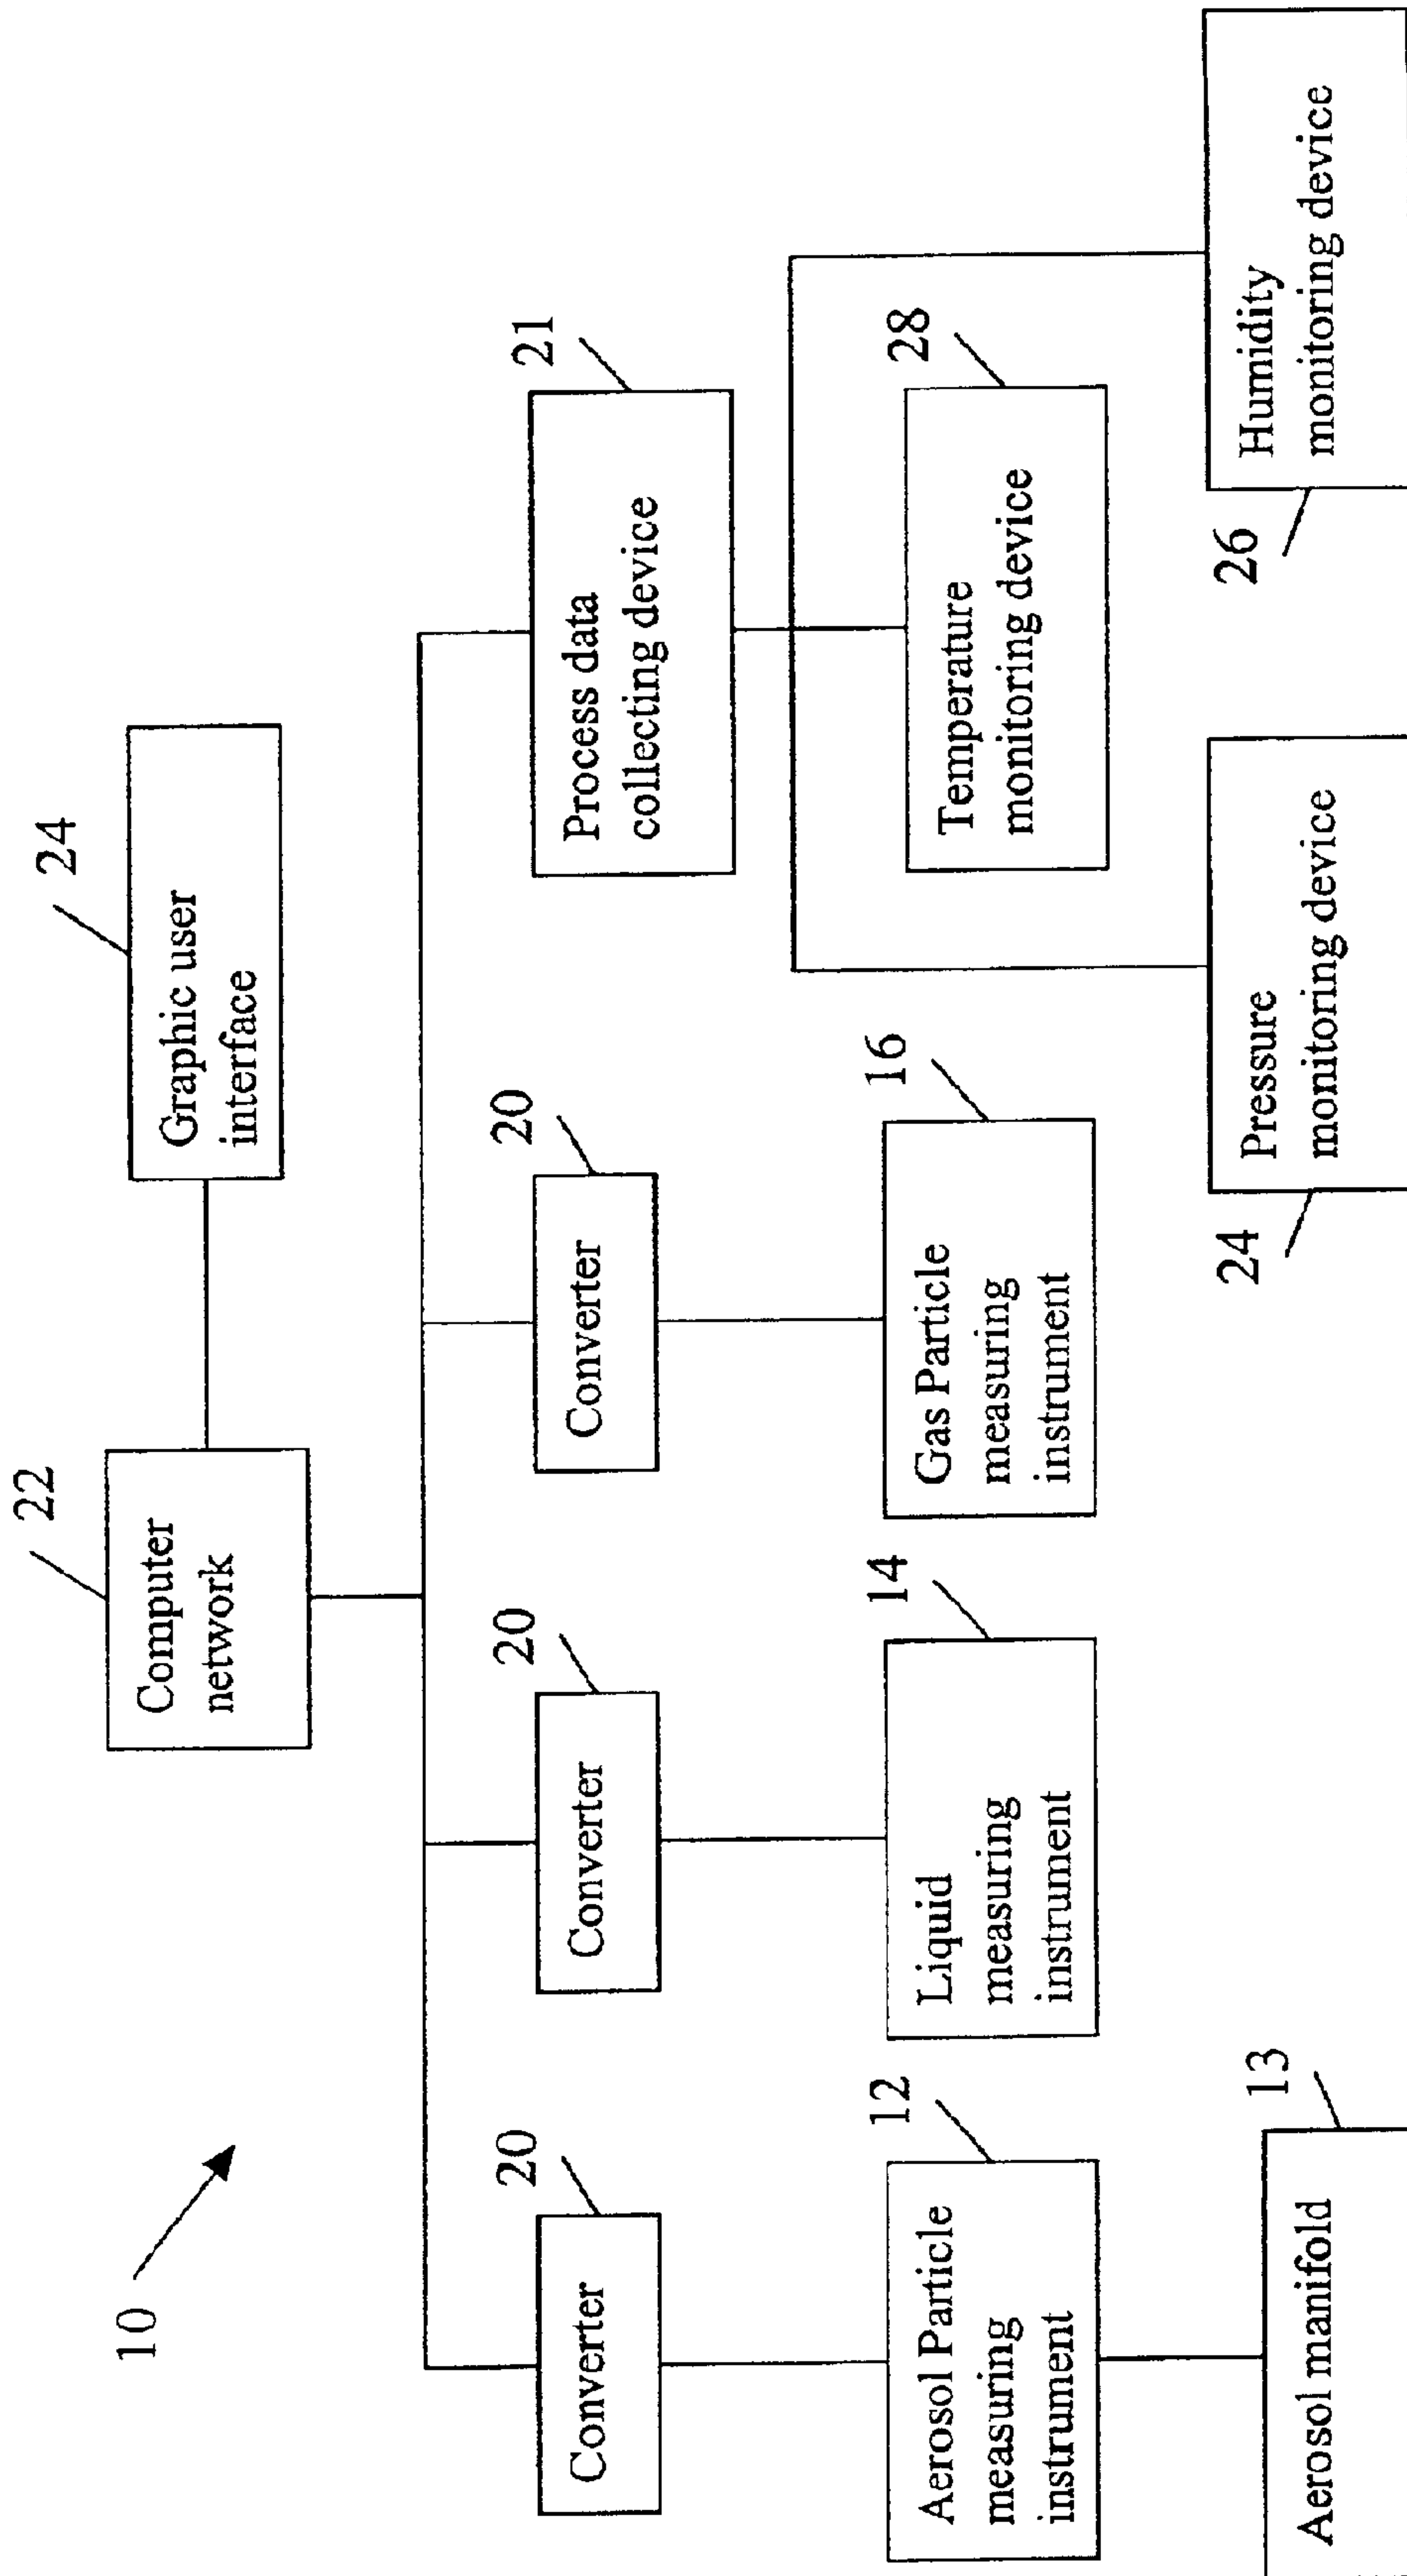 10
22
Computer
network
24
Graphic user
interface
20
Converter
20
Converter
20
Converter
21
Process data
collecting device
12
Aerosol Particle
measuring
instrument
14
Liquid
measuring
instrument
16
Gas Particle
measuring
instrument
28
Temperature
monitoring device
13
Aerosol manifold
24
Pressure
monitoring device
26
Humidity
monitoring device